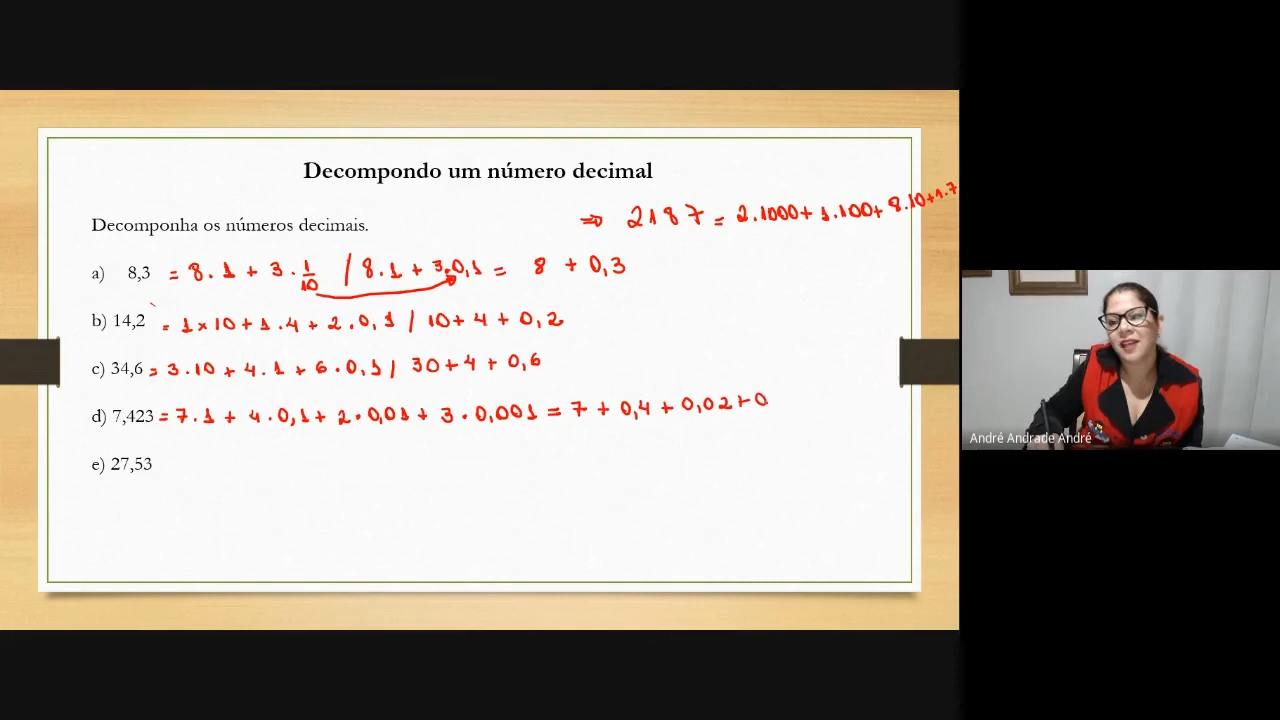 Decompondo um número decimal
⇒ 2187 = 2.1000+ 1.100+ 8.10+1.7
Decomponha os números decimais.
a) 8,3 = 8.1 + 3. 1/10 / 8.1 + 3.0,1 = 8 + 0,3
b) 14,2 = 1×10+1.4+2.0,1 / 10+4+0,2
c) 34,6 = 3.10 + 4.1 + 6.0,1 / 30+4+0,6
d) 7,423 = 7.1 + 4.0,1 + 2.0,01 + 3.0,001 = 7 + 0,4 + 0,02 + 0
e) 27,53
André Andrade André